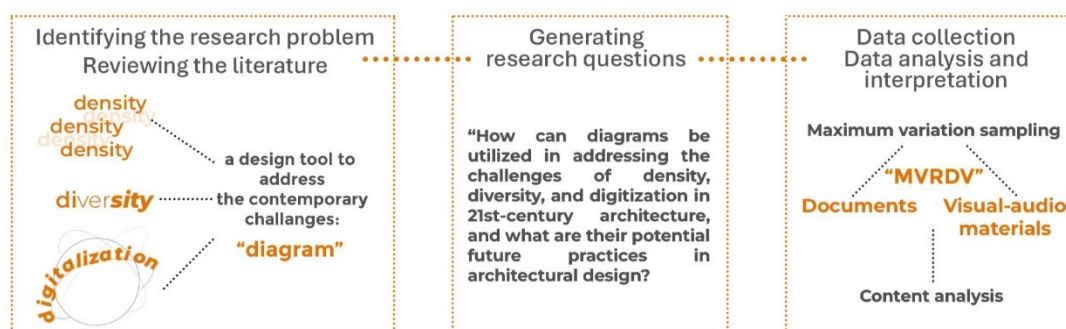 Identifying the research problem
Reviewing the literature
density
density
density
density
density
diversity
digitalization
a design tool to
address
the contemporary
challanges:
“diagram”
Generating
research questions
“How can diagrams be
utilized in addressing the
challenges of density,
diversity, and digitization in
21st-century architecture,
and what are their potential
future practices in
architectural design?
Data collection
Data analysis and
interpretation
Maximum variation sampling
“MVRDV”
Documents
Visual-audio
materials
Content analysis